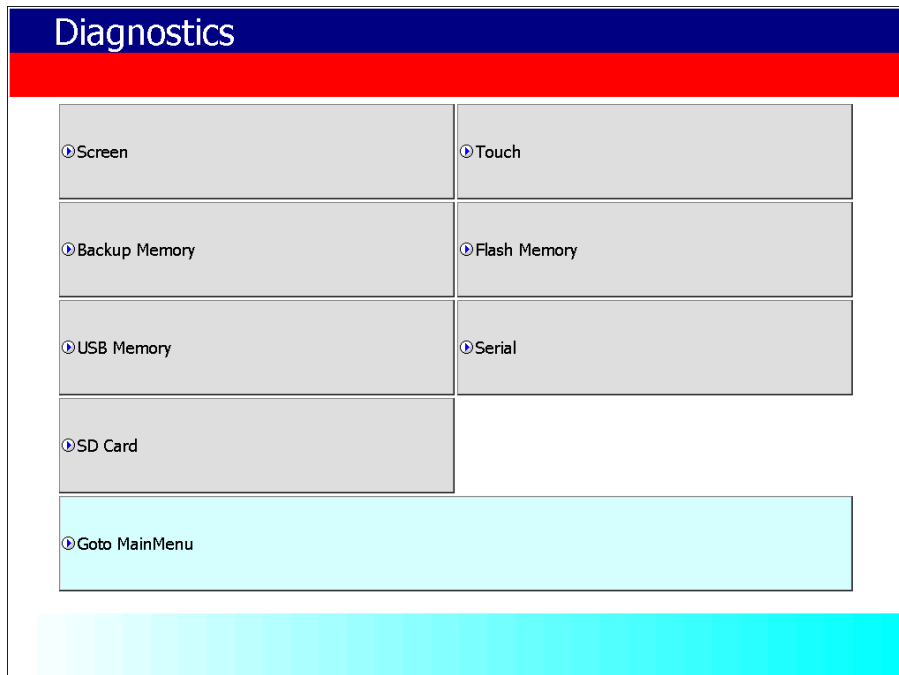 Diagnostics
Screen
Touch
Backup Memory
Flash Memory
USB Memory
Serial
SD Card
Goto MainMenu